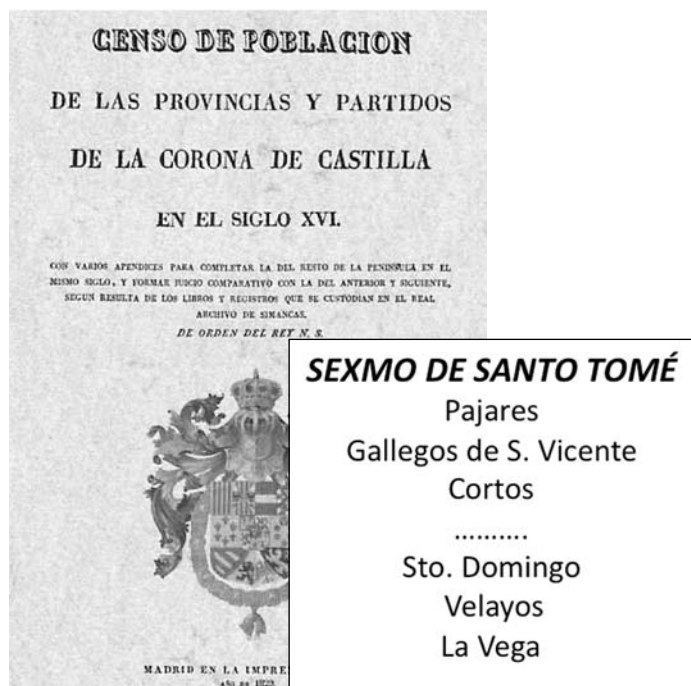 CENSO DE POBLACION
DE LAS PROVINCIAS Y PARTIDOS
DE LA CORONA DE CASTILLA
EN EL SIGLO XVI.
CON VARIOS APENDICES PARA COMPLETAR LA DEL RESTO DE LA PENINSULA EN EL
MISMO SIGLO, Y FORMAR JUICIO COMPARATIVO CON LA DEL ANTERIOR Y SIGUIENTE,
SEGUN RESULTA DE LOS LIBROS Y REGISTROS QUE SE CUSTODIAN EN EL REAL
ARCHIVO DE SIMANCAS.
DE ORDEN DEL REY N. S.
SEXMO DE SANTO TOMÉ
Pajares
Gallegos de S. Vicente
Cortos
..........
Sto. Domingo
Velayos
La Vega
MADRID EN LA IMPRE
AÑO DE 1829